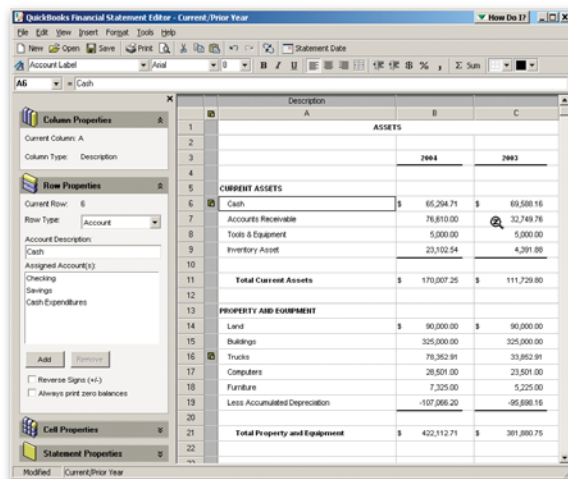 QuickBooks Financial Statement Editor - Current/Prior Year
How Do I?
File Edit View Insert Format Tools Help
New Open Save Print Statement Date
Account Label Arial 8 B I U $ % , Σ Sum
A6 = Cash
Column Properties
Current Column: A
Column Type: Description
Row Properties
Current Row: 6
Row Type: Account
Account Description:
Cash
Assigned Account(s):
Checking
Savings
Cash Expenditures
Add Remove
Reverse Signs (+/-)
Always print zero balances
Cell Properties
Statement Properties
Description
A B C
1 ASSETS
2
3 2004 2003
4
5 CURRENT ASSETS
6 Cash $ 65,294.71 $ 69,588.16
7 Accounts Receivable 76,610.00 32,749.76
8 Tools & Equipment 5,000.00 5,000.00
9 Inventory Asset 23,102.54 4,391.88
10
11 Total Current Assets $ 170,007.25 $ 111,729.80
12
13 PROPERTY AND EQUIPMENT
14 Land $ 90,000.00 $ 90,000.00
15 Buildings 325,000.00 325,000.00
16 Trucks 78,352.91 33,852.91
17 Computers 28,501.00 23,501.00
18 Furniture 7,325.00 5,225.00
19 Less Accumulated Depreciation -107,066.20 -95,698.16
20
21 Total Property and Equipment $ 422,112.71 $ 381,880.75
22
Modified Current/Prior Year